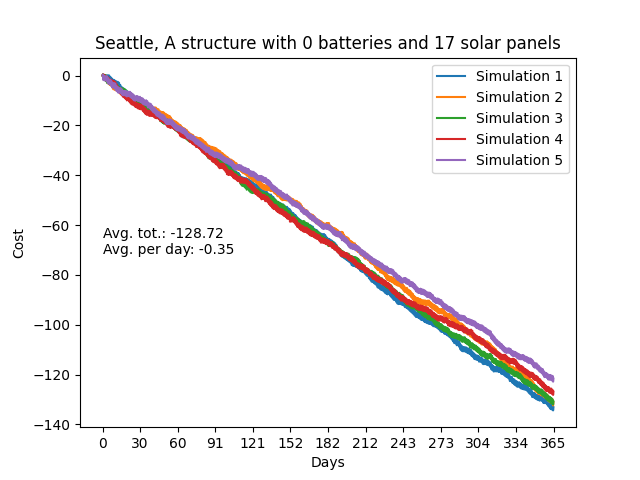 Seattle, A structure with 0 batteries and 17 solar panels
0
−20
−40
−60
−80
−100
−120
−140
Cost
Simulation 1
Simulation 2
Simulation 3
Simulation 4
Simulation 5
Avg. tot.: -128.72
Avg. per day: -0.35
0 30 60 91 121 152 182 212 243 273 304 334 365
Days